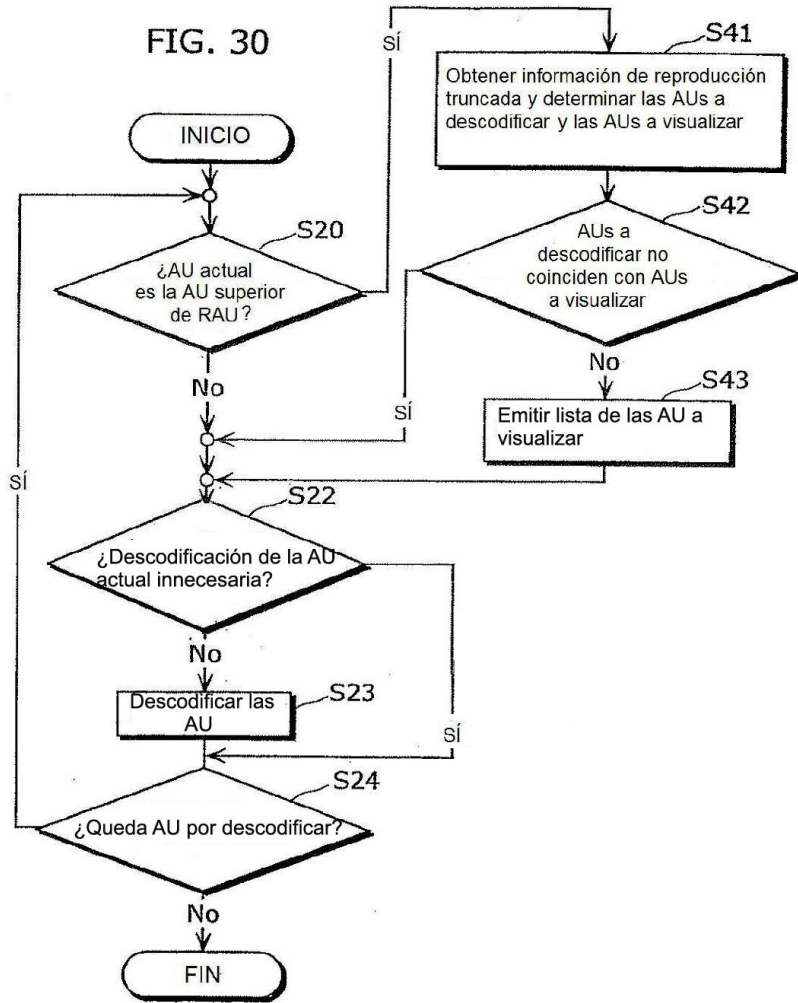 FIG. 30
INICIO
S20
¿AU actual
es la AU superior
de RAU?
SÍ
No
S41
Obtener información de reproducción
truncada y determinar las AUs a
descodificar y las AUs a visualizar
S42
AUs a
descodificar no
coinciden con AUs
a visualizar
SÍ
No
S43
Emitir lista de las AU a
visualizar
S22
¿Descodificación de la AU
actual innecesaria?
SÍ
No
S23
Descodificar las
AU
S24
¿Queda AU por descodificar?
SÍ
No
FIN